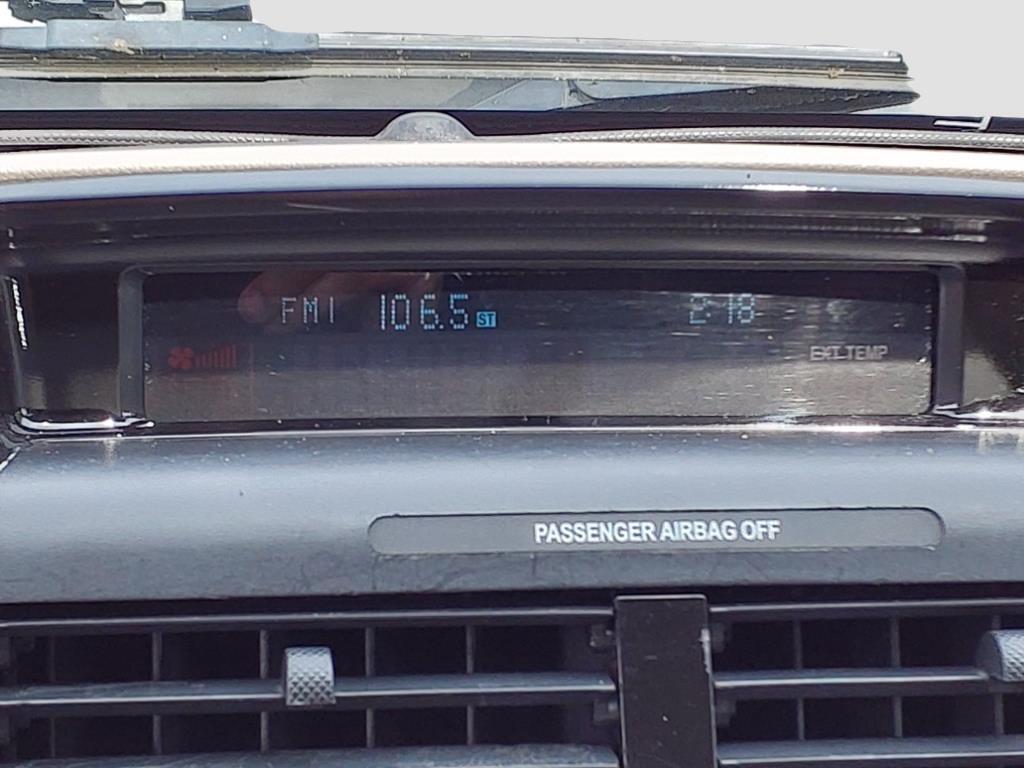 FM1 106.5 ST 2:18
EXT TEMP
PASSENGER AIRBAG OFF